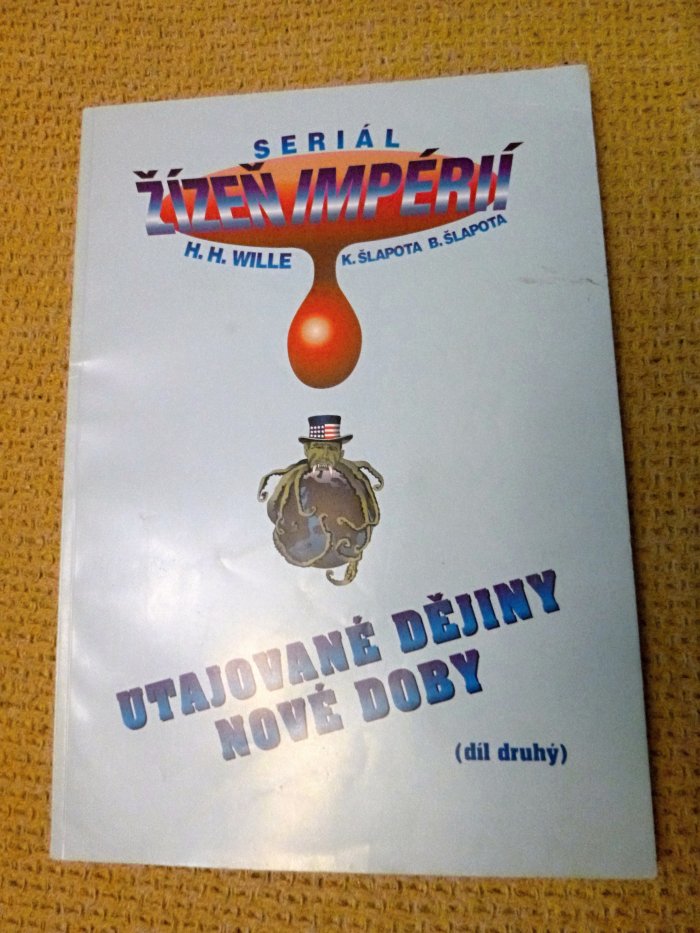 SERIÁL
ŽÍZEŇ IMPÉRIÍ
H. H. WILLE K. ŠLAPOTA B. ŠLAPOTA
UTAJOVANÉ DĚJINY
NOVÉ DOBY
(díl druhý)